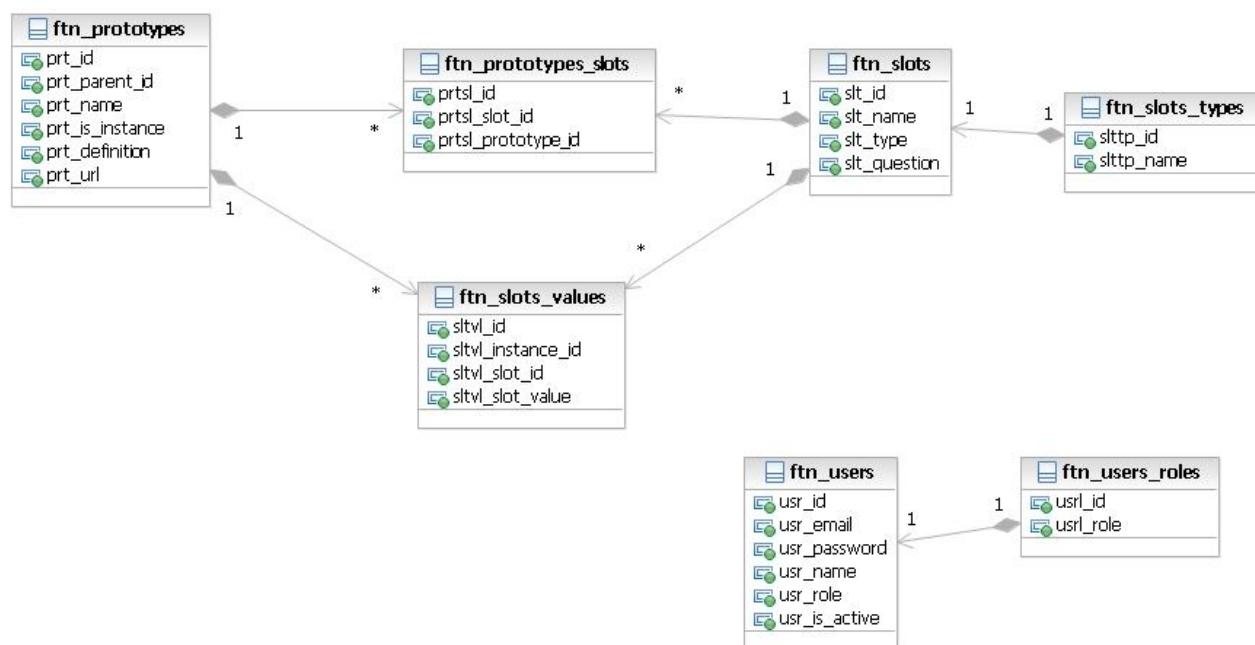 ftn_prototypes
prt_id
prt_parent_id
prt_name
prt_is_instance
prt_definition
prt_url
1
*
1
*
ftn_prototypes_slots
prtsl_id
prtsl_slot_id
prtsl_prototype_id
*
1
ftn_slots
slt_id
slt_name
slt_type
slt_question
1
1
1
ftn_slots_types
slttp_id
slttp_name
*
ftn_slots_values
sltvl_id
sltvl_instance_id
sltvl_slot_id
sltvl_slot_value
ftn_users
usr_id
usr_email
usr_password
usr_name
usr_role
usr_is_active
1
1
ftn_users_roles
usrl_id
usrl_role